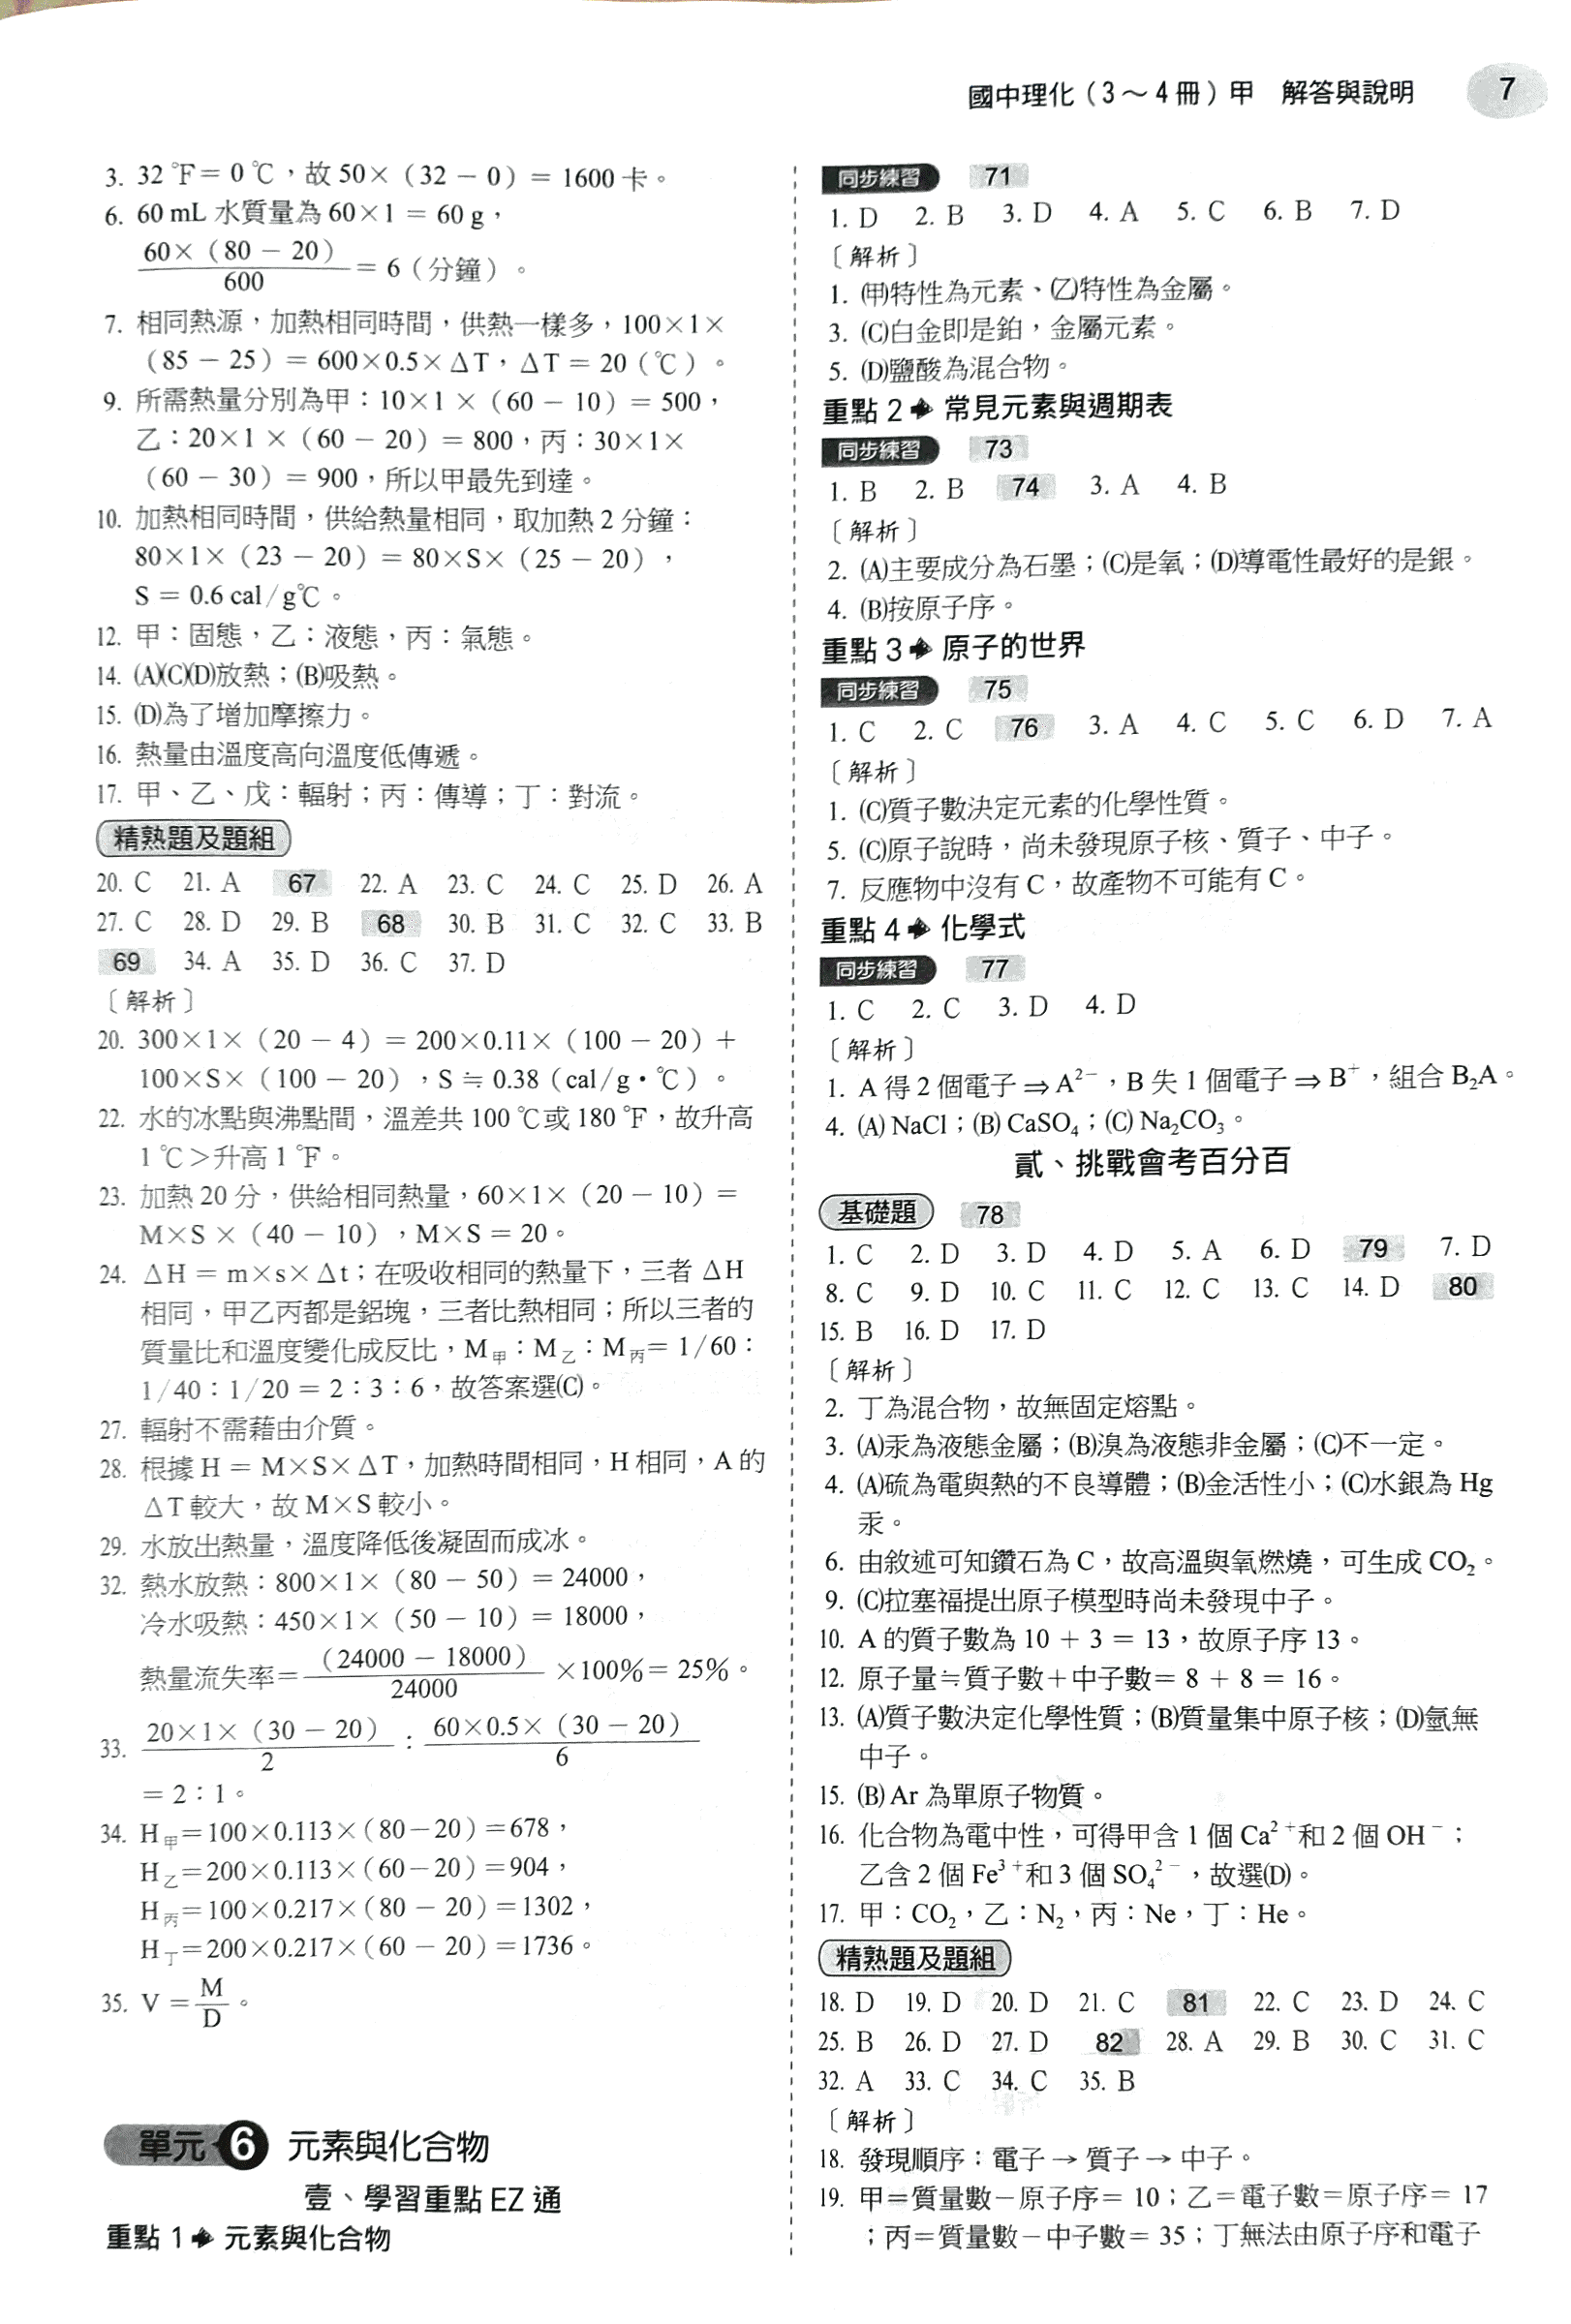 國中理化（3～4冊）甲　解答與說明　7
3. 32 ℉＝0 ℃，故 50×（32－0）＝1600 卡。
6. 60 mL 水質量為 60×1＝60 g，
60×（80－20）/600＝6（分鐘）。
7. 相同熱源，加熱相同時間，供熱一樣多，100×1×
（85－25）＝600×0.5×△T，△T＝20（℃）。
9. 所需熱量分別為甲：10×1×（60－10）＝500，
乙：20×1×（60－20）＝800，丙：30×1×
（60－30）＝900，所以甲最先到達。
10. 加熱相同時間，供給熱量相同，取加熱 2 分鐘：
80×1×（23－20）＝80×S×（25－20），
S＝0.6 cal/g℃。
12. 甲：固態，乙：液態，丙：氣態。
14. (A)(C)(D)放熱；(B)吸熱。
15. (D)為了增加摩擦力。
16. 熱量由溫度高向溫度低傳遞。
17. 甲、乙、戊：輻射；丙：傳導；丁：對流。
精熟題及題組
20. C　21. A　67　22. A　23. C　24. C　25. D　26. A
27. C　28. D　29. B　68　30. B　31. C　32. C　33. B
69　34. A　35. D　36. C　37. D
〔解析〕
20. 300×1×（20－4）＝200×0.11×（100－20）＋
100×S×（100－20），S≒0.38（cal/g‧℃）。
22. 水的冰點與沸點間，溫差共 100 ℃或 180 ℉，故升高
1 ℃＞升高 1 ℉。
23. 加熱 20 分，供給相同熱量，60×1×（20－10）＝
M×S×（40－10），M×S＝20。
24. △H＝m×s×△t；在吸收相同的熱量下，三者 △H
相同，甲乙丙都是鋁塊，三者比熱相同；所以三者的
質量比和溫度變化成反比，M甲：M乙：M丙＝1/60：
1/40：1/20＝2：3：6，故答案選(C)。
27. 輻射不需藉由介質。
28. 根據 H＝M×S×△T，加熱時間相同，H 相同，A 的
△T 較大，故 M×S 較小。
29. 水放出熱量，溫度降低後凝固而成冰。
32. 熱水放熱：800×1×（80－50）＝24000，
冷水吸熱：450×1×（50－10）＝18000，
熱量流失率＝（24000－18000）/24000×100%＝25%。
33. 20×1×（30－20）/2：60×0.5×（30－20）/6
＝2：1。
34. H甲＝100×0.113×（80－20）＝678，
H乙＝200×0.113×（60－20）＝904，
H丙＝100×0.217×（80－20）＝1302，
H丁＝200×0.217×（60－20）＝1736。
35. V＝M/D。
單元 6　元素與化合物
壹、學習重點 EZ 通
重點 1　元素與化合物
同步練習　71
1. D　2. B　3. D　4. A　5. C　6. B　7. D
〔解析〕
1. (甲)特性為元素、(乙)特性為金屬。
3. (C)白金即是鉑，金屬元素。
5. (D)鹽酸為混合物。
重點 2　常見元素與週期表
同步練習　73
1. B　2. B　74　3. A　4. B
〔解析〕
2. (A)主要成分為石墨；(C)是氧；(D)導電性最好的是銀。
4. (B)按原子序。
重點 3　原子的世界
同步練習　75
1. C　2. C　76　3. A　4. C　5. C　6. D　7. A
〔解析〕
1. (C)質子數決定元素的化學性質。
5. (C)原子說時，尚未發現原子核、質子、中子。
7. 反應物中沒有 C，故產物不可能有 C。
重點 4　化學式
同步練習　77
1. C　2. C　3. D　4. D
〔解析〕
1. A 得 2 個電子⇒A²⁻，B 失 1 個電子⇒B⁺，組合 B₂A。
4. (A) NaCl；(B) CaSO₄；(C) Na₂CO₃。
貳、挑戰會考百分百
基礎題　78
1. C　2. D　3. D　4. D　5. A　6. D　79　7. D
8. C　9. D　10. C　11. C　12. C　13. C　14. D　80
15. B　16. D　17. D
〔解析〕
2. 丁為混合物，故無固定熔點。
3. (A)汞為液態金屬；(B)溴為液態非金屬；(C)不一定。
4. (A)硫為電與熱的不良導體；(B)金活性小；(C)水銀為 Hg
汞。
6. 由敘述可知鑽石為 C，故高溫與氧燃燒，可生成 CO₂。
9. (C)拉塞福提出原子模型時尚未發現中子。
10. A 的質子數為 10＋3＝13，故原子序 13。
12. 原子量≒質子數＋中子數＝8＋8＝16。
13. (A)質子數決定化學性質；(B)質量集中原子核；(D)氫無
中子。
15. (B) Ar 為單原子物質。
16. 化合物為電中性，可得甲含 1 個 Ca²⁺和 2 個 OH⁻；
乙含 2 個 Fe³⁺和 3 個 SO₄²⁻，故選(D)。
17. 甲：CO₂，乙：N₂，丙：Ne，丁：He。
精熟題及題組
18. D　19. D　20. D　21. C　81　22. C　23. D　24. C
25. B　26. D　27. D　82　28. A　29. B　30. C　31. C
32. A　33. C　34. C　35. B
〔解析〕
18. 發現順序：電子→質子→中子。
19. 甲＝質量數－原子序＝10；乙＝電子數＝原子序＝17
；丙＝質量數－中子數＝35；丁無法由原子序和電子